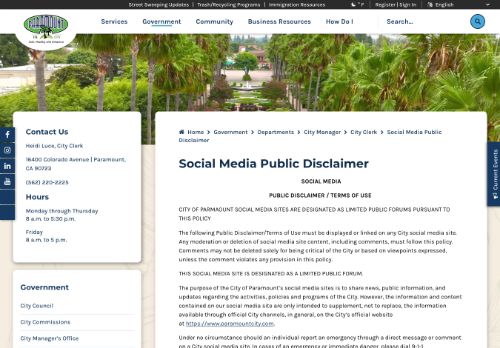 Street Sweeping Updates | Trash/Recycling Programs | Immigration Resources
°F | Register | Sign In | English
PARAMOUNT
Services Government Community Business Resources How Do I Search...
Contact Us
Heidi Luce, City Clerk
16400 Colorado Avenue | Paramount,
CA 90723
(562) 220-2225
Hours
Monday through Thursday
8 a.m. to 5:30 p.m.
Friday
8 a.m. to 5 p.m.
Government
City Council
City Commissions
City Manager's Office
Home > Government > Departments > City Manager > City Clerk > Social Media Public
Disclaimer
Social Media Public Disclaimer
SOCIAL MEDIA
PUBLIC DISCLAIMER / TERMS OF USE
CITY OF PARMAOUNT SOCIAL MEDIA SITES ARE DESIGNATED AS LIMITED PUBLIC FORUMS PURSUANT TO
THIS POLICY
The following Public Disclaimer/Terms of Use must be displayed or linked on any City social media site.
Any moderation or deletion of social media site content, including comments, must follow this policy.
Comments may not be deleted solely for being critical of the City or based on viewpoints expressed,
unless the comment violates any provision in this policy.
THIS SOCIAL MEDIA SITE IS DESIGNATED AS A LIMITED PUBLIC FORUM.
The purpose of the City of Paramount's social media sites is to share news, public information, and
updates regarding the activities, policies and programs of the City. However, the information and content
contained on our social media site are only intended to supplement, not to replace, the information
available through official City Channels, in general, on the City's official website
at https://www.paramountcity.com.
Under no circumstance should an individual report an emergency through a direct message or
comment on a City social media site. In cases of an emergency or immediate danger, please dial 9-1-1
Current Events